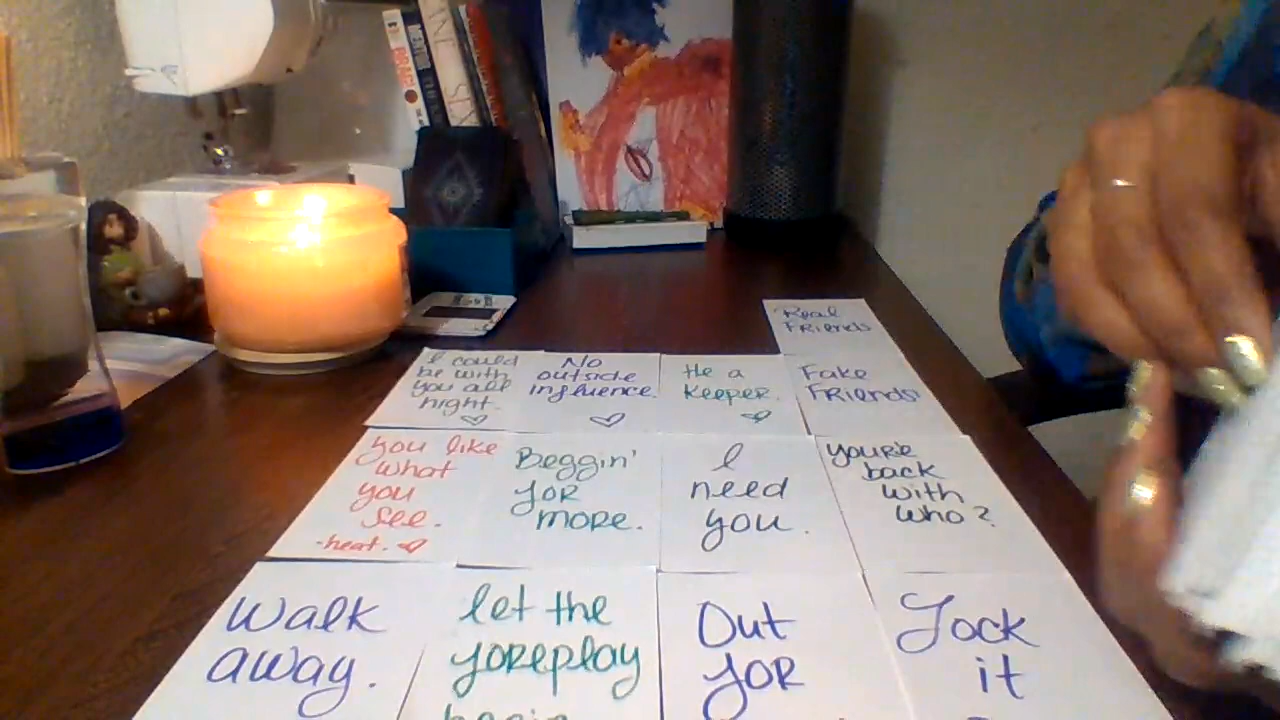 Real
FRiends
I could
be with
you all
night.
No
outside
influence.
He a
Keeper.
Fake
FRiends
you like
what
you
see.
-heat.
Beggin'
foR
moRe.
I
need
you.
you'Re
back
with
who?
Walk
away.
let the
foReplay
begin
Out
foR
Lock
it